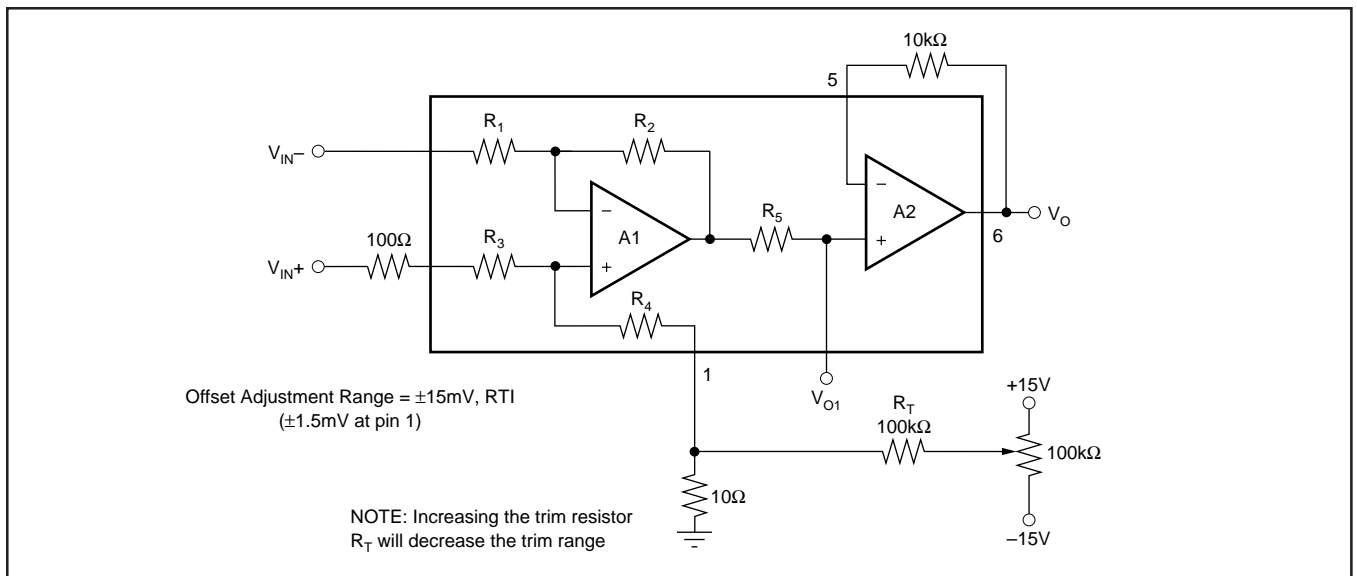 10kΩ
5
R1
R2
VIN–
A1
R5
A2
VO
6
100Ω
R3
VIN+
R4
1
VO1
Offset Adjustment Range = ±15mV, RTI
(±1.5mV at pin 1)
+15V
RT
100kΩ
100kΩ
10Ω
–15V
NOTE: Increasing the trim resistor
RT will decrease the trim range